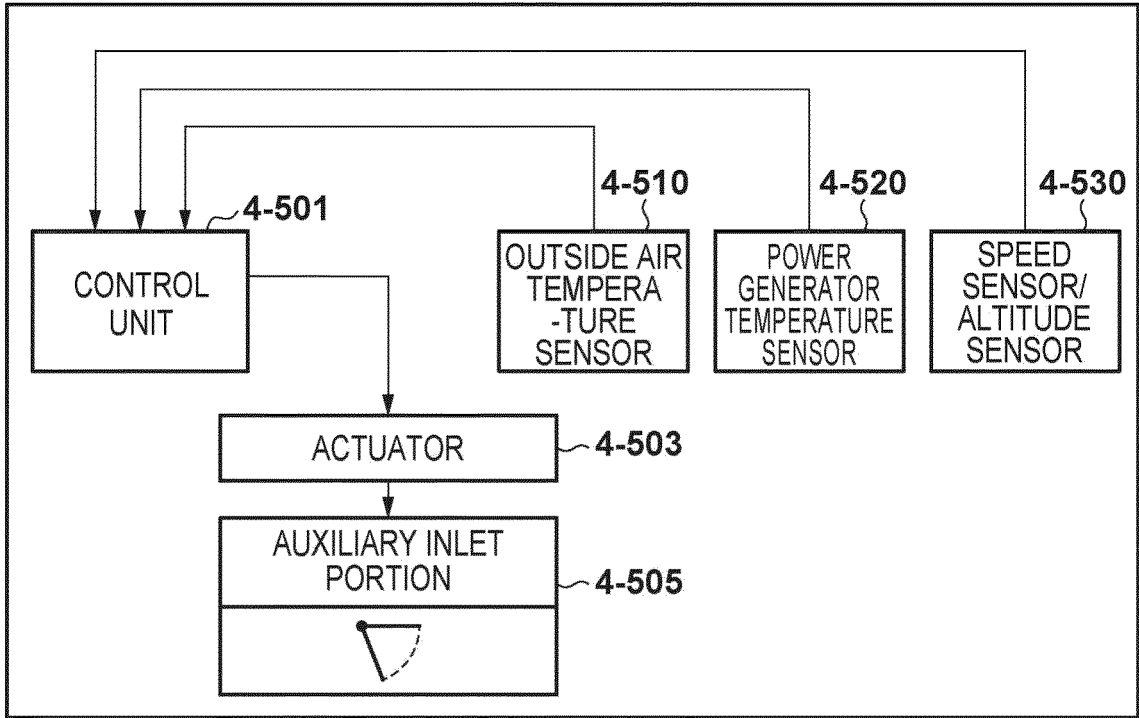 4-510
4-520
4-530
4-501
CONTROL
UNIT
OUTSIDE AIR
TEMPERA
-TURE
SENSOR
POWER
GENERATOR
TEMPERATURE
SENSOR
SPEED
SENSOR/
ALTITUDE
SENSOR
ACTUATOR
4-503
AUXILIARY INLET
PORTION
4-505